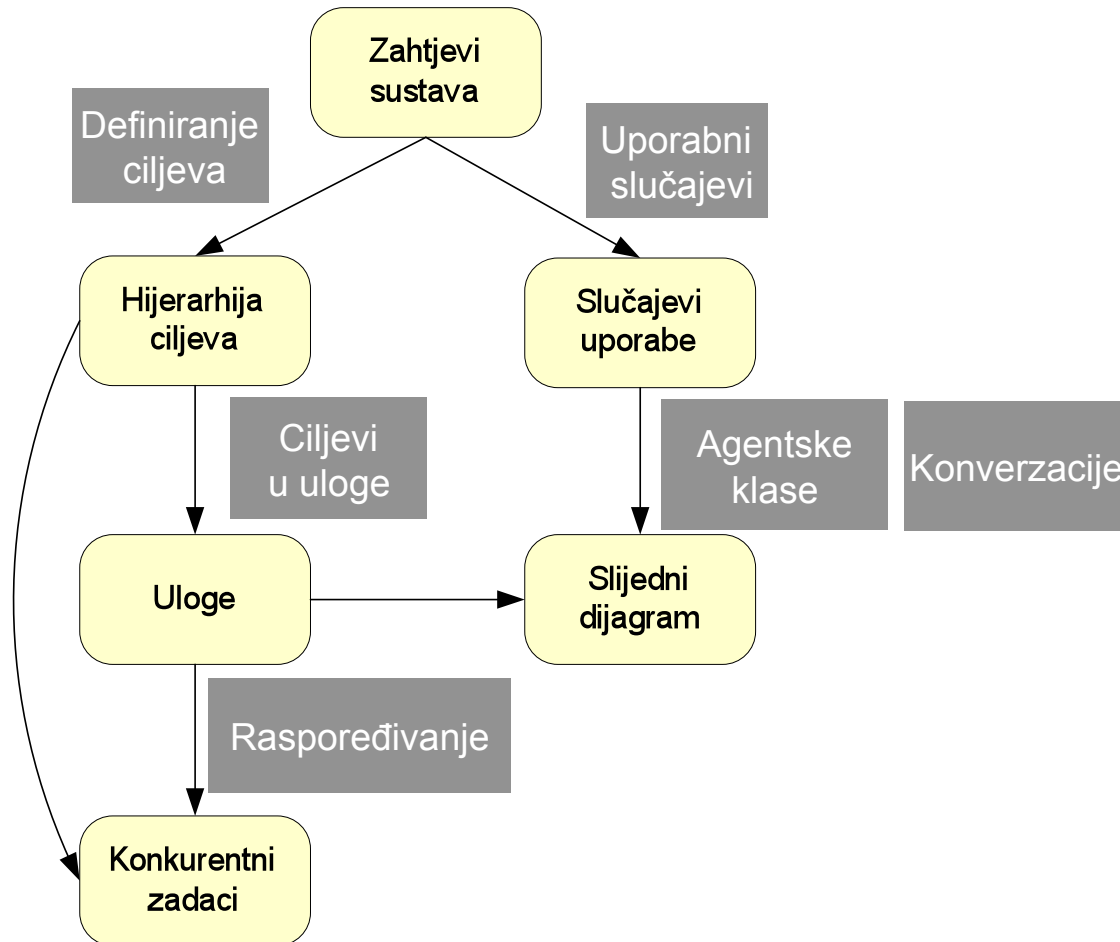 Zahtjevi
sustava
Definiranje
ciljeva
Uporabni
slučajevi
Hijerarhija
ciljeva
Slučajevi
uporabe
Ciljevi
u uloge
Agentske
klase
Konverzacije
Uloge
Slijedni
dijagram
Raspoređivanje
Konkurentni
zadaci